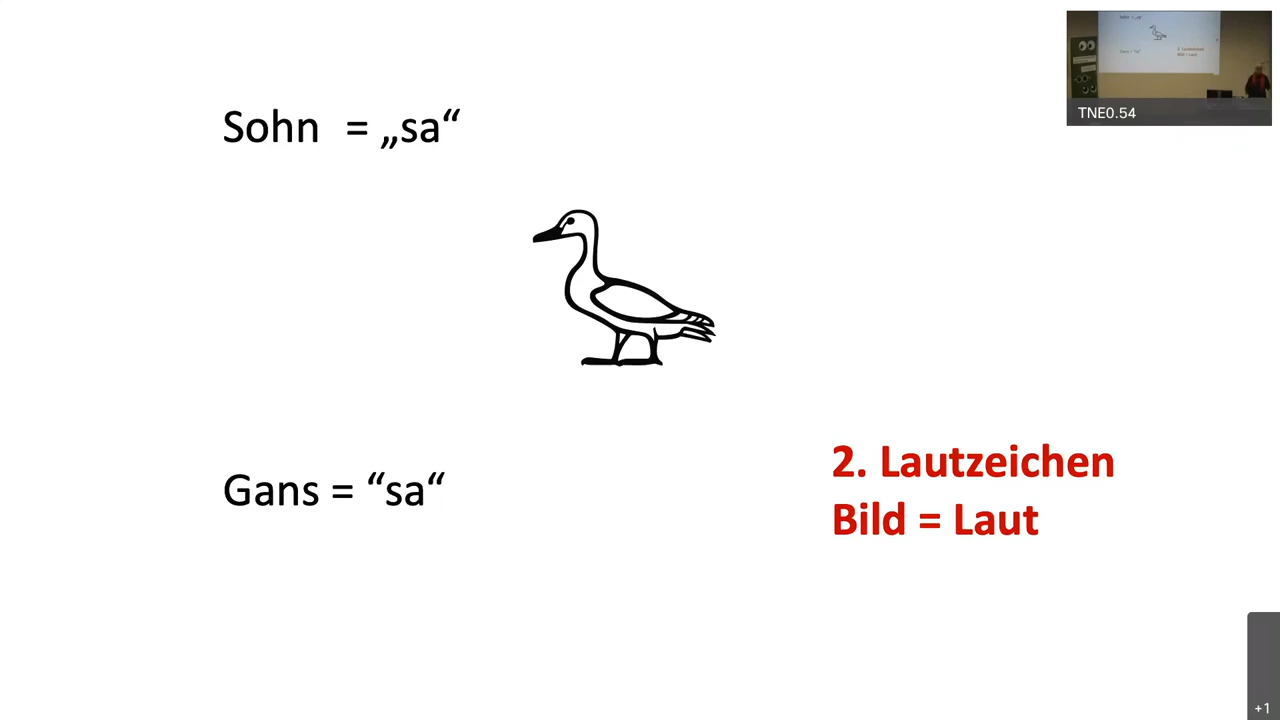 Sohn = „sa“
Gans = “sa“
2. Lautzeichen
Bild = Laut
TNE0.54
+1